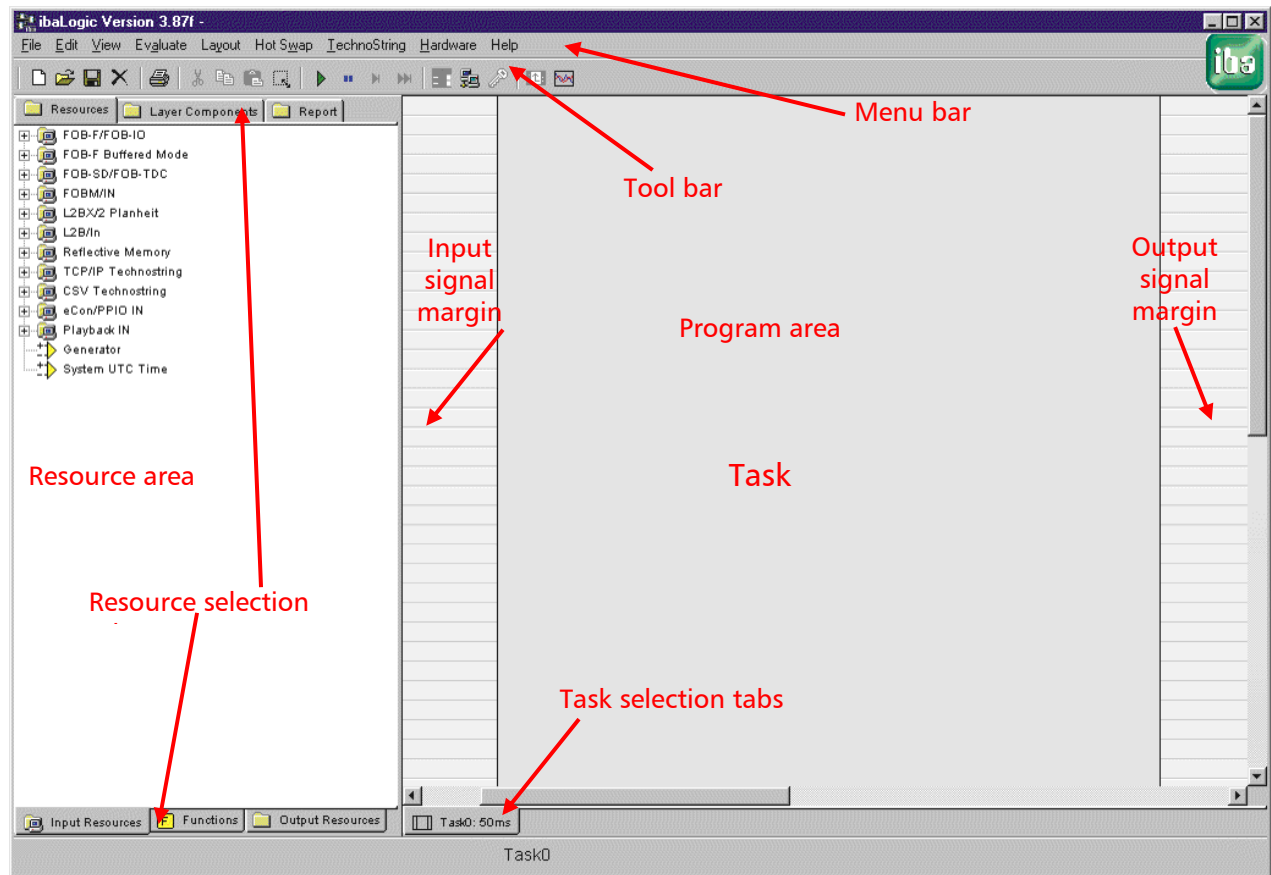 ibaLogic Version 3.87f -
File Edit View Evaluate Layout Hot Swap TechnoString Hardware Help
iba
Resources Layer Components Report
Menu bar
Tool bar
FOB-F/FOB-IO
FOB-F Buffered Mode
FOB-SD/FOB-TDC
FOBM/IN
L2BX/2 Planheit
L2B/In
Reflective Memory
TCP/IP Technostring
CSV Technostring
eCon/PPIO IN
Playback IN
Generator
System UTC Time
Input
signal
margin
Program area
Output
signal
margin
Resource area
Task
Resource selection
Task selection tabs
Input Resources F Functions Output Resources
Task0: 50ms
Task0